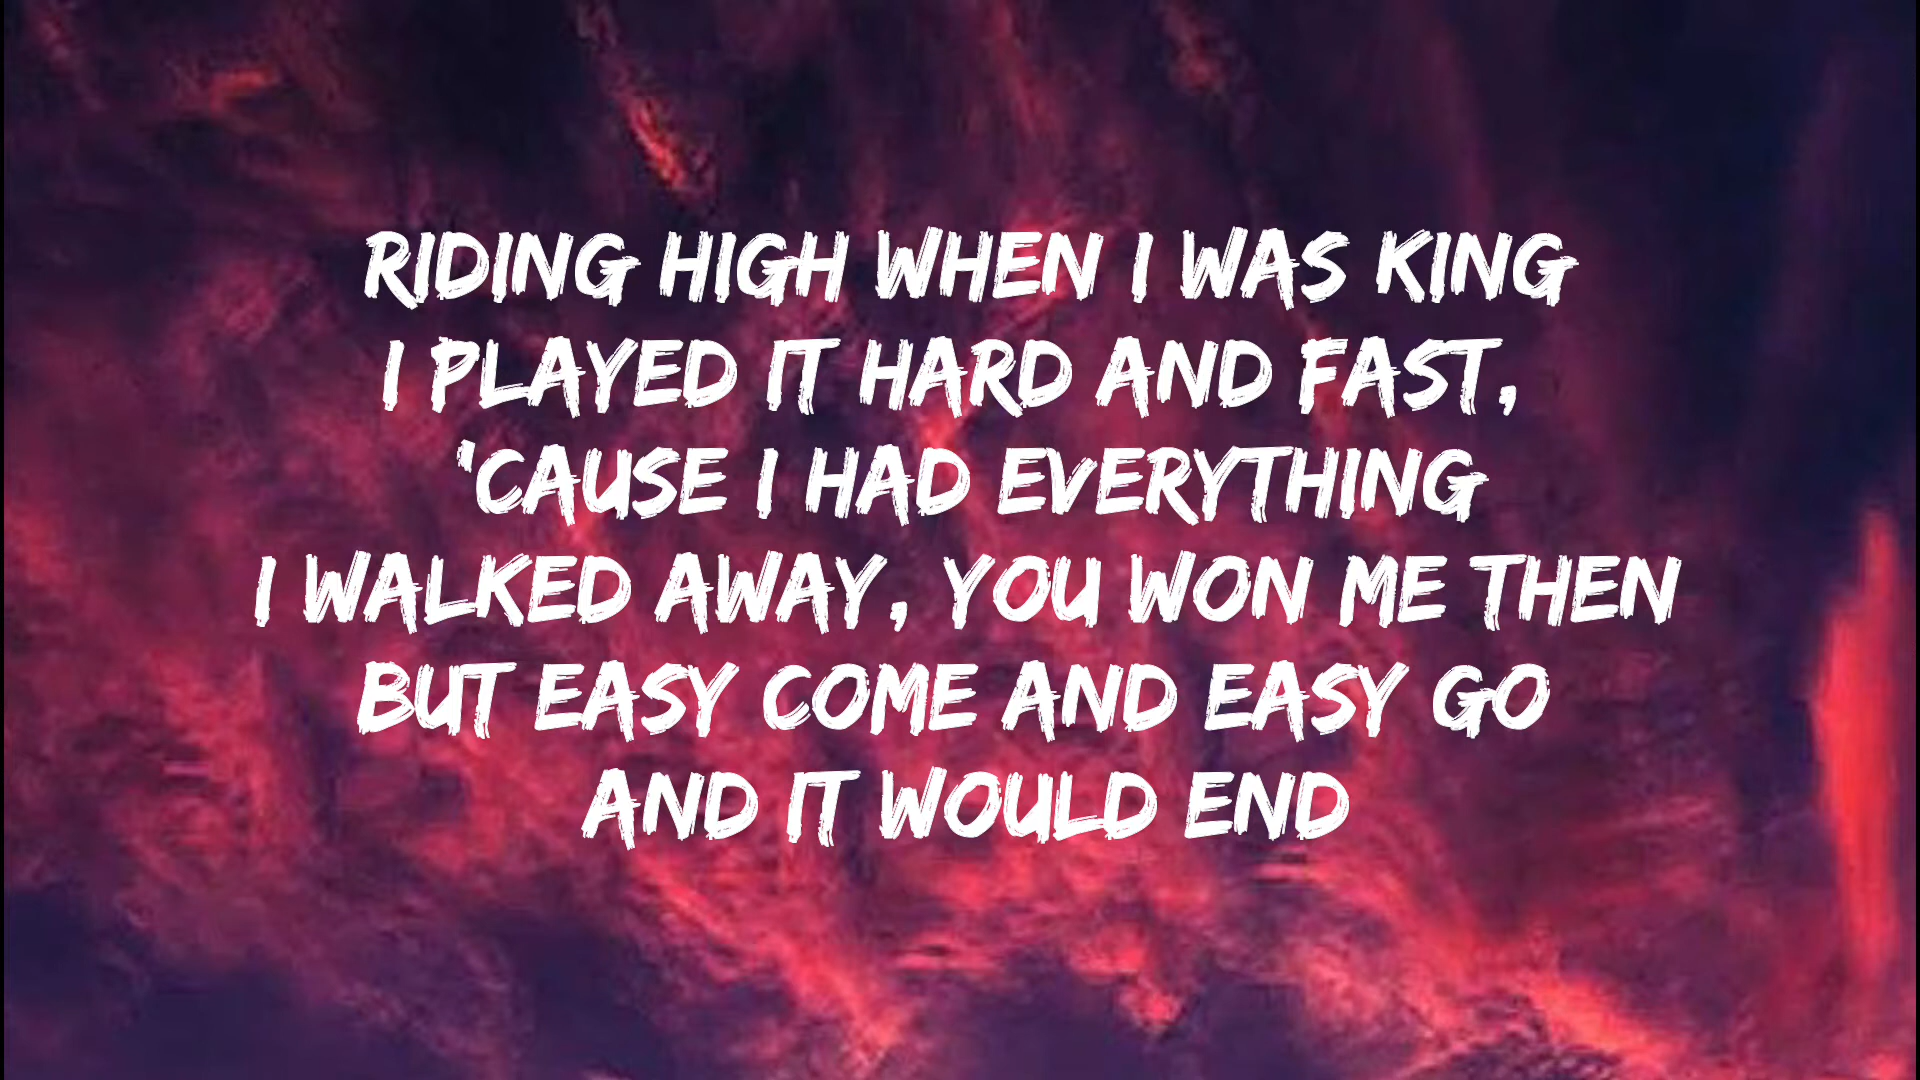 RIDING HIGH WHEN I WAS KING
I PLAYED IT HARD AND FAST,
'CAUSE I HAD EVERYTHING
I WALKED AWAY, YOU WON ME THEN
BUT EASY COME AND EASY GO
AND IT WOULD END